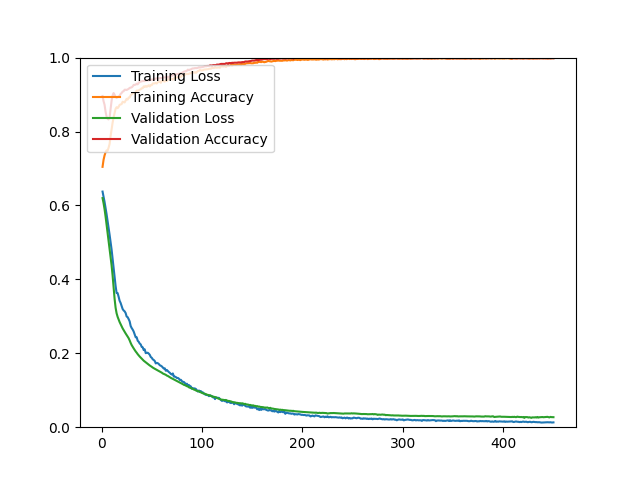 1.0
0.8
0.6
0.4
0.2
0.0
Training Loss
Training Accuracy
Validation Loss
Validation Accuracy
0 100 200 300 400